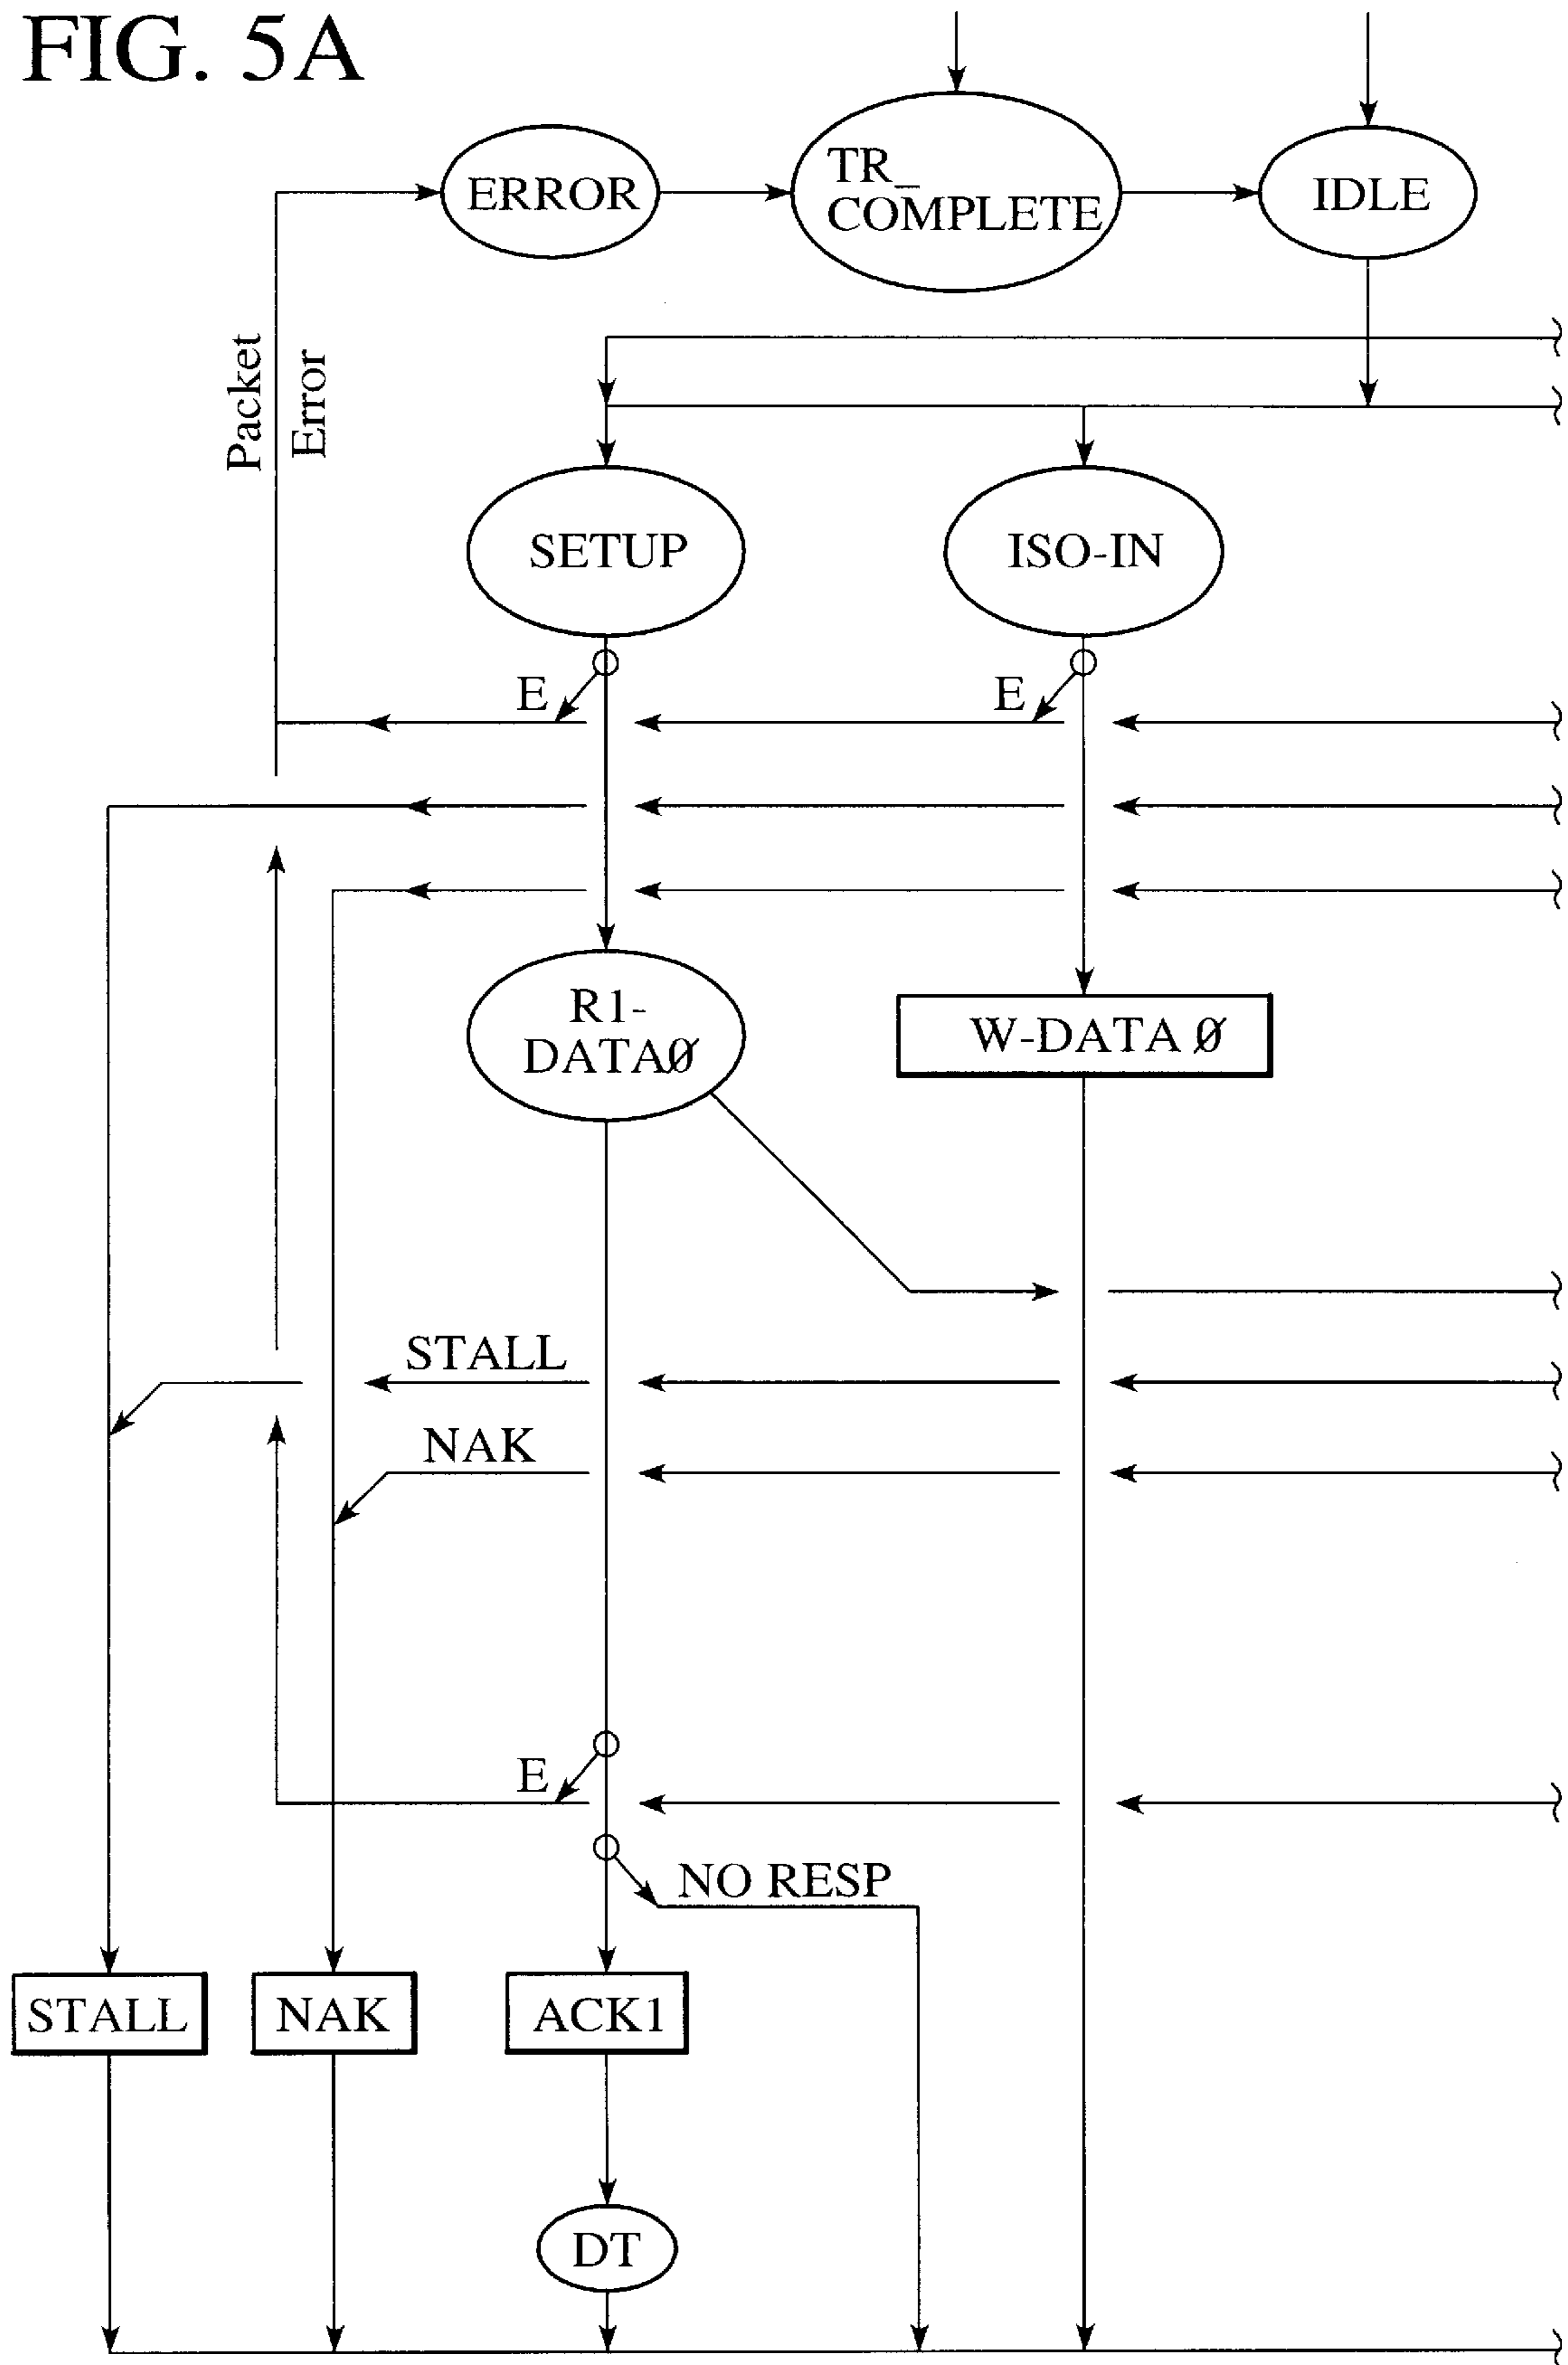 FIG. 5A
ERROR
TR_
COMPLETE
IDLE
Packet
Error
SETUP
ISO-IN
E
E
R1-
DATAØ
W-DATA Ø
STALL
NAK
E
NO RESP
STALL
NAK
ACK1
DT